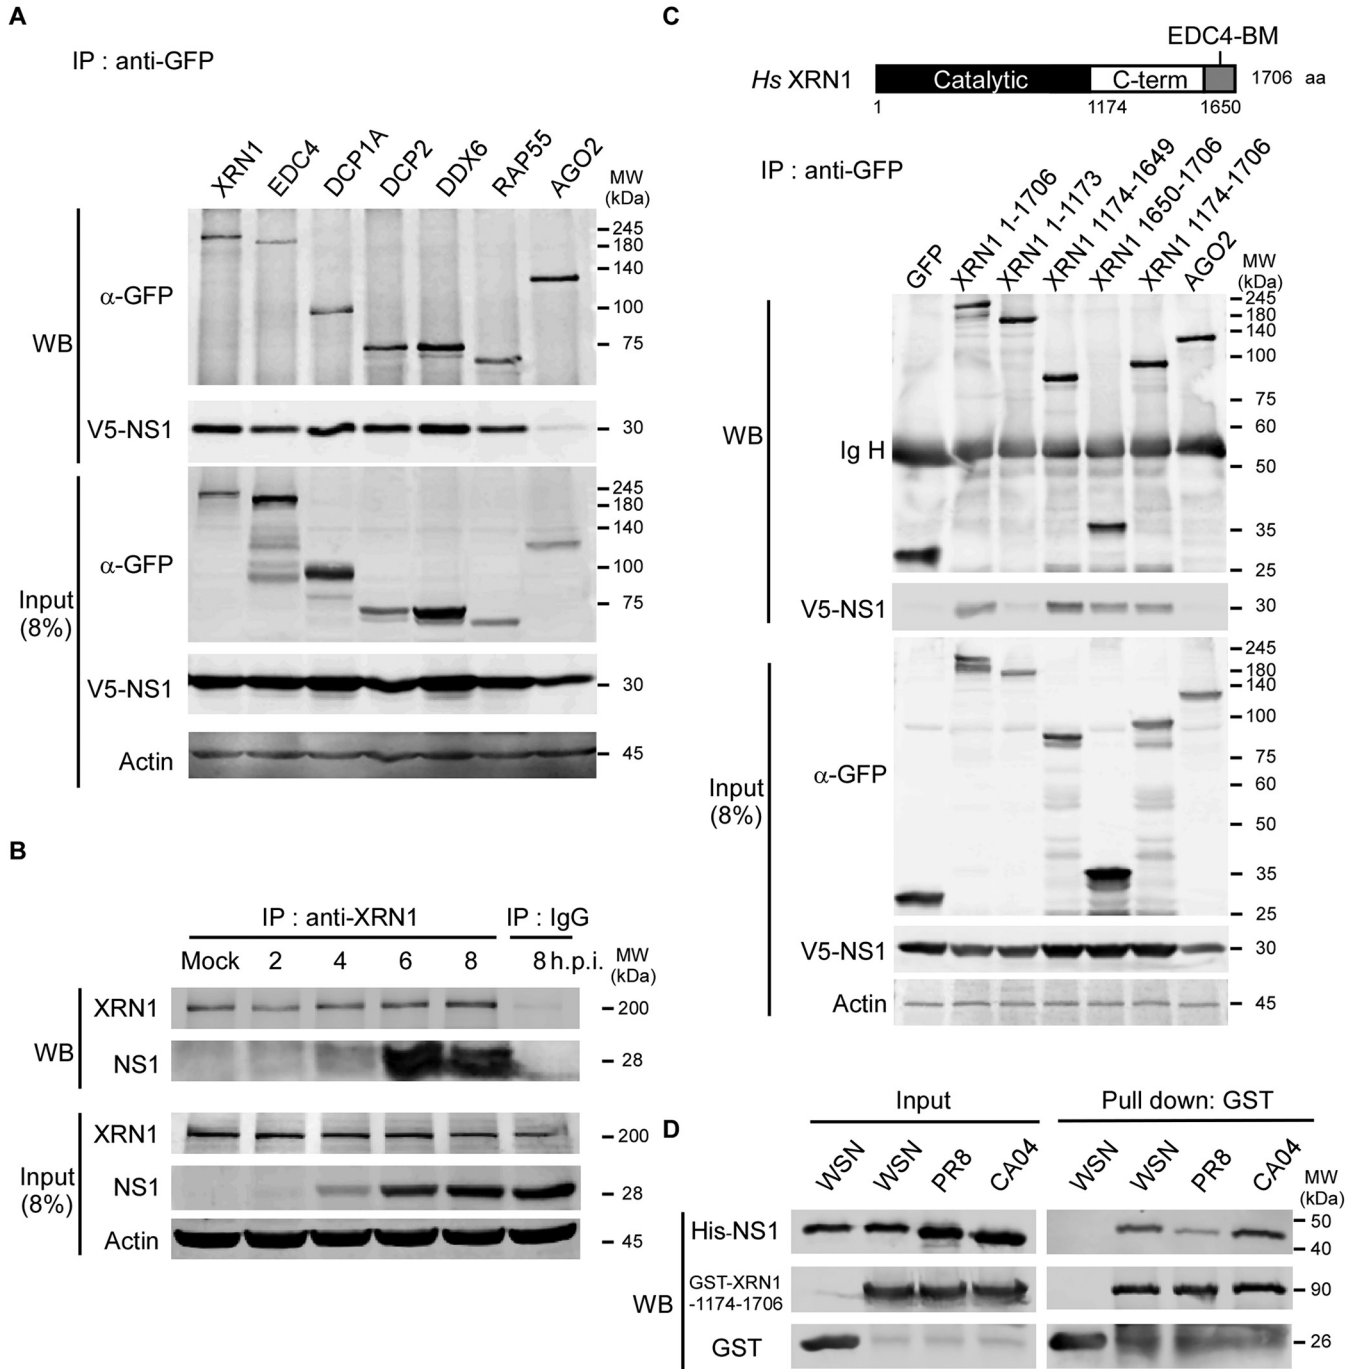 A
IP : anti-GFP
XRN1 EDC4 DCP1A DCP2 DDX6 RAP55 AGO2
MW
(kDa)
WB
α-GFP
245
180
140
100
75
V5-NS1
30
Input
(8%)
α-GFP
245
180
140
100
75
V5-NS1
30
Actin
45
B
IP : anti-XRN1 IP : IgG
Mock 2 4 6 8 8 h.p.i.
MW
(kDa)
WB
XRN1
200
NS1
28
Input
(8%)
XRN1
200
NS1
28
Actin
45
C
EDC4-BM
Hs XRN1 Catalytic C-term 1706 aa
1 1174 1650
IP : anti-GFP
GFP XRN1 1-1706 XRN1 1-1173 XRN1 1174-1649 XRN1 1650-1706 XRN1 1174-1706 AGO2
MW
(kDa)
WB
Ig H
245
180
140
100
75
60
50
35
25
V5-NS1
30
Input
(8%)
α-GFP
245
180
140
100
75
60
50
35
25
V5-NS1
30
Actin
45
D
Input Pull down: GST
WSN WSN PR8 CA04 WSN WSN PR8 CA04
MW
(kDa)
WB
His-NS1
50
40
GST-XRN1
-1174-1706
90
GST
26